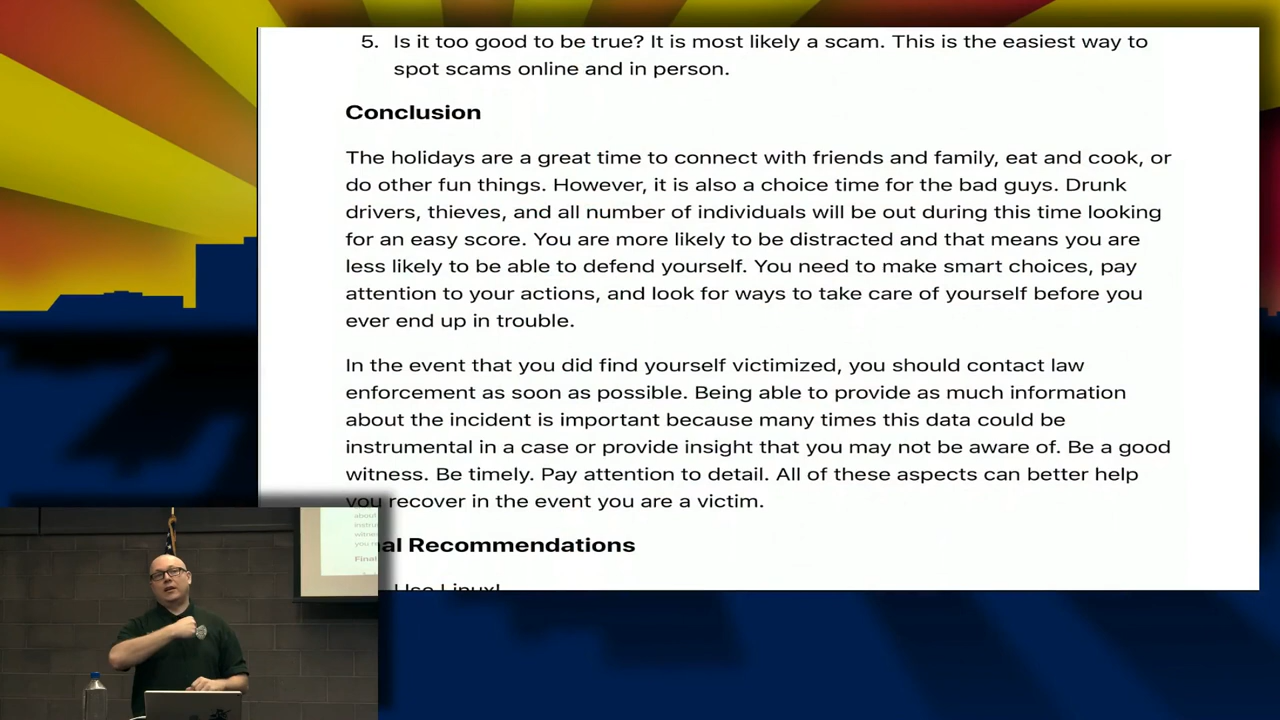 5. Is it too good to be true? It is most likely a scam. This is the easiest way to
spot scams online and in person.
Conclusion
The holidays are a great time to connect with friends and family, eat and cook, or
do other fun things. However, it is also a choice time for the bad guys. Drunk
drivers, thieves, and all number of individuals will be out during this time looking
for an easy score. You are more likely to be distracted and that means you are
less likely to be able to defend yourself. You need to make smart choices, pay
attention to your actions, and look for ways to take care of yourself before you
ever end up in trouble.
In the event that you did find yourself victimized, you should contact law
enforcement as soon as possible. Being able to provide as much information
about the incident is important because many times this data could be
instrumental in a case or provide insight that you may not be aware of. Be a good
witness. Be timely. Pay attention to detail. All of these aspects can better help
you recover in the event you are a victim.
al Recommendations
Use Linux!